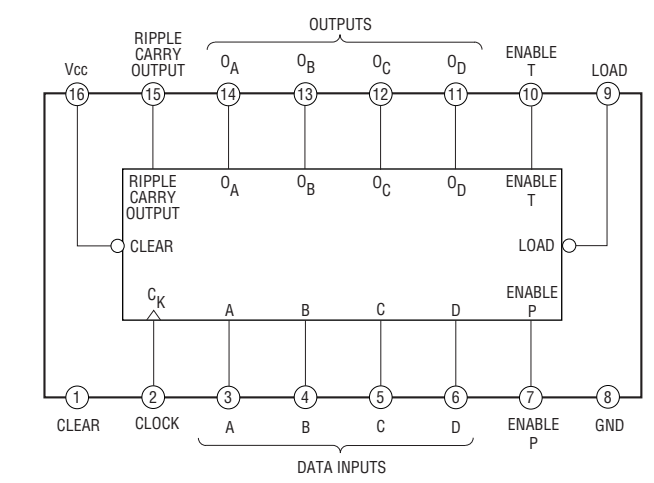 OUTPUTS
RIPPLE
CARRY
OUTPUT
Vcc
OA OB OC OD
ENABLE
T
LOAD
16 15 14 13 12 11 10 9
RIPPLE
CARRY
OUTPUT
OA OB OC OD
ENABLE
T
CLEAR
LOAD
CK
A B C D
ENABLE
P
1 2 3 4 5 6 7 8
CLEAR CLOCK A B C D
ENABLE
P
GND
DATA INPUTS